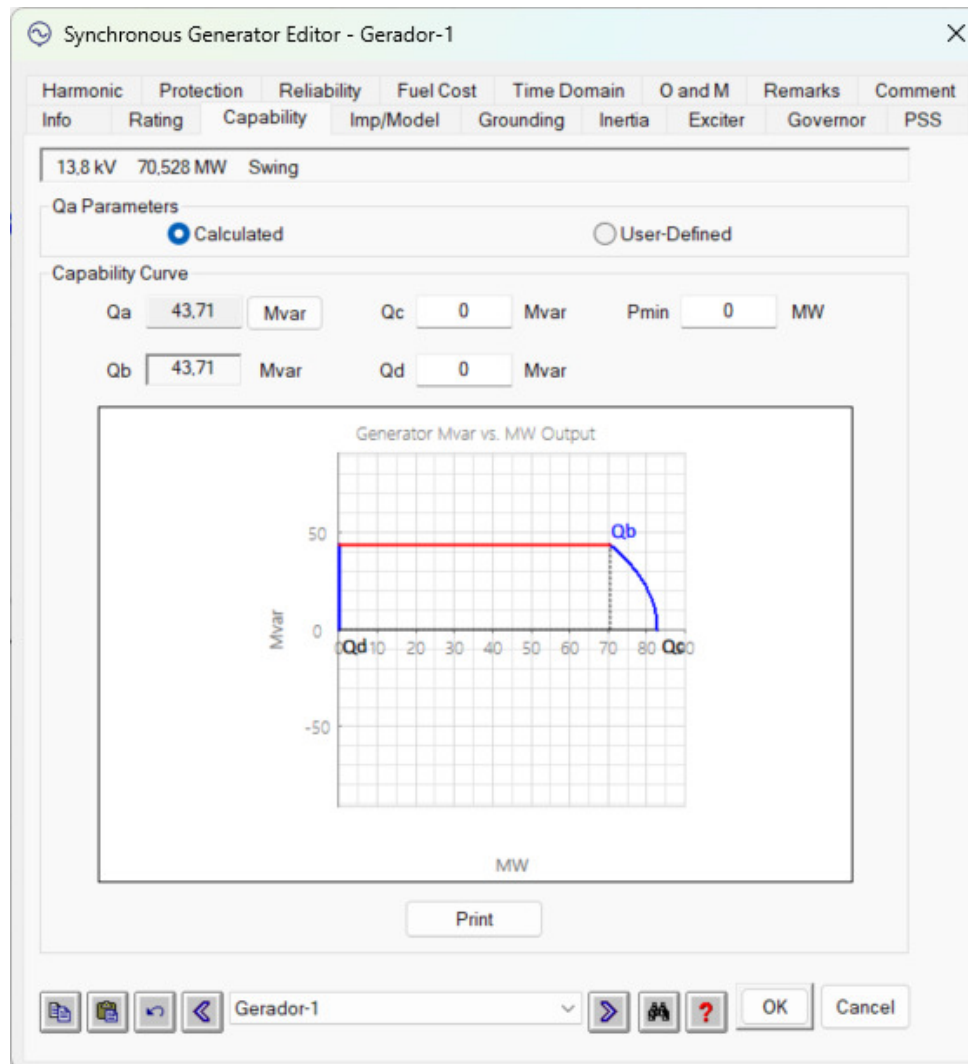 Synchronous Generator Editor - Gerador-1
Harmonic Protection Reliability Fuel Cost Time Domain O and M Remarks Comment
Info Rating Capability Imp/Model Grounding Inertia Exciter Governor PSS
13,8 kV 70,528 MW Swing
Qa Parameters
Calculated User-Defined
Capability Curve
Qa 43,71 Mvar Qc 0 Mvar Pmin 0 MW
Qb 43,71 Mvar Qd 0 Mvar
Generator Mvar vs. MW Output
50 Qb
Mvar
0
Qd 10 20 30 40 50 60 70 80 Qc
-50
MW
Print
Gerador-1 ? OK Cancel